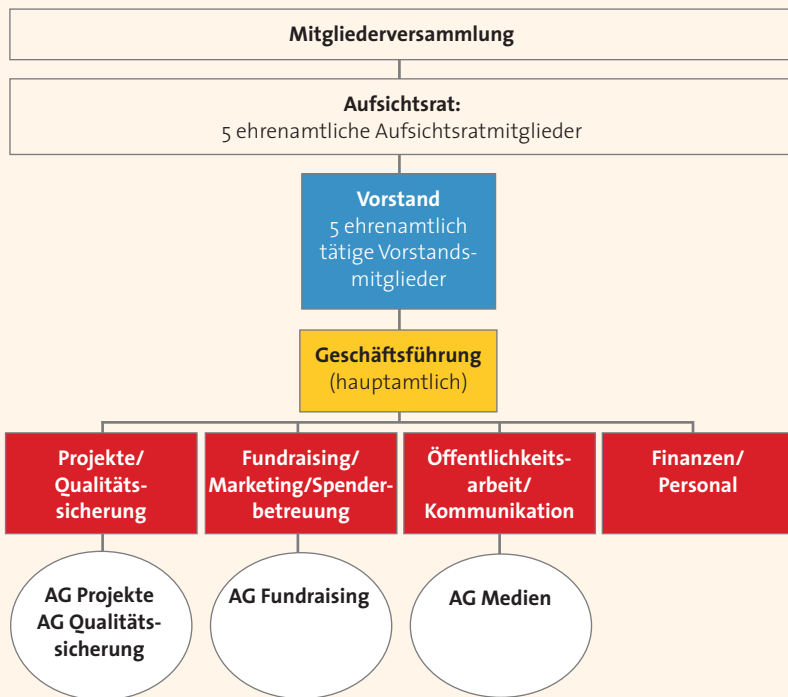 Mitgliederversammlung
Aufsichtsrat:
5 ehrenamtliche Aufsichtsratmitglieder
Vorstand
5 ehrenamtlich
tätige Vorstands-
mitglieder
Geschäftsführung
(hauptamtlich)
Projekte/
Qualitäts-
sicherung
Fundraising/
Marketing/Spender-
betreuung
Öffentlichkeits-
arbeit/
Kommunikation
Finanzen/
Personal
AG Projekte
AG Qualitäts-
sicherung
AG Fundraising
AG Medien